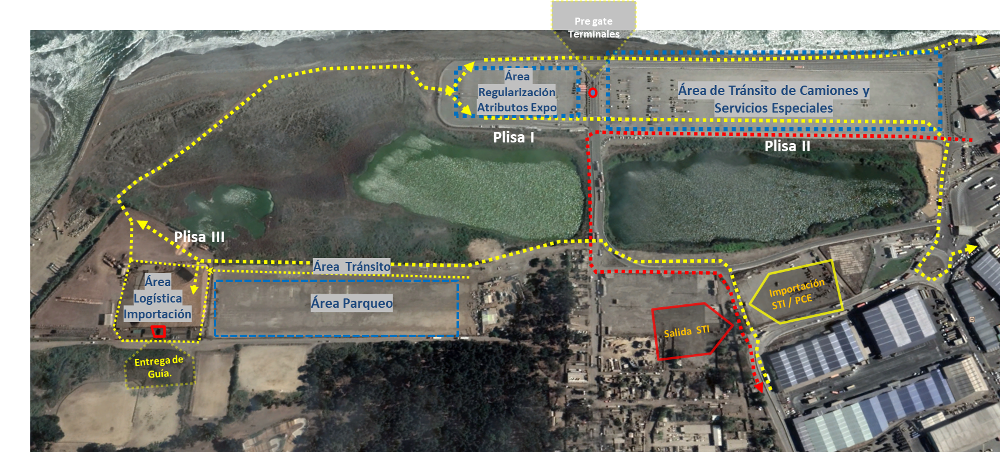 Pre gate
Terminales
Área
Regularización
Atributos Expo
Área de Tránsito de Camiones y
Servicios Especiales
Plisa I
Plisa II
Plisa III
Área  Tránsito
Área
Logística
Importación
Área Parqueo
Importación
STI / PCE
Salida  STI
Entrega de
Guía.